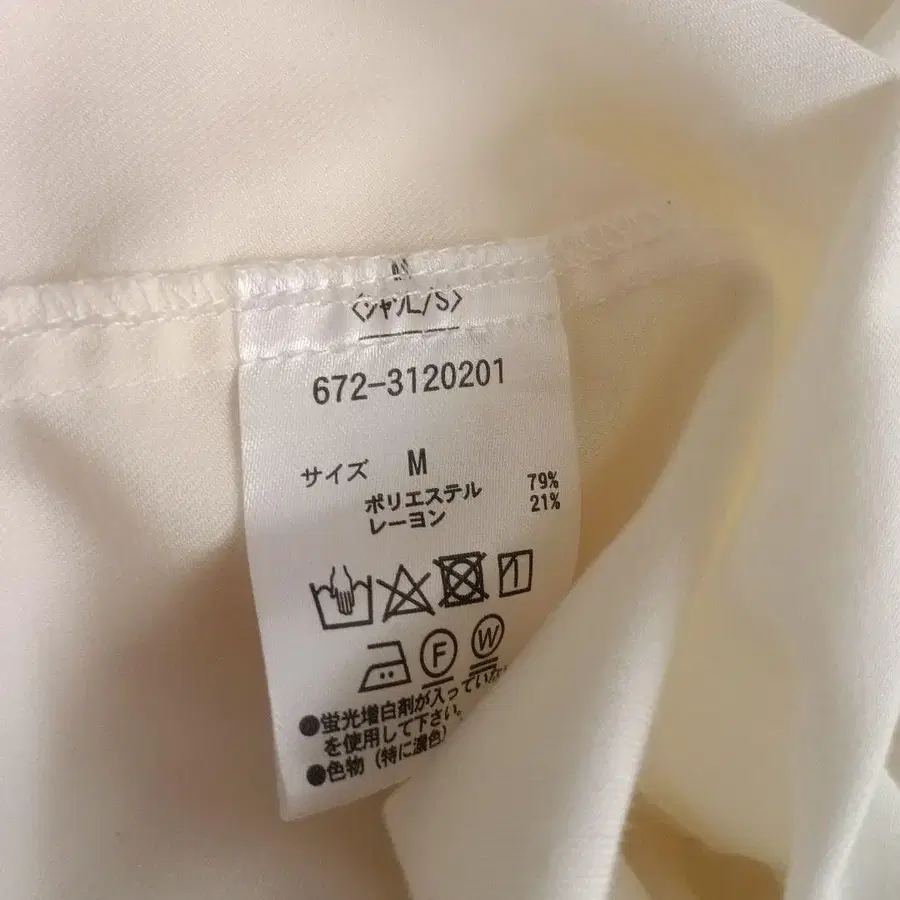 〈シャツL/S〉
672-3120201
サイズ M
ポリエステル 79%
レーヨン 21%
F W
●蛍光増白剤が入ってい
を使用して下さい。
●色物(特に濃色)